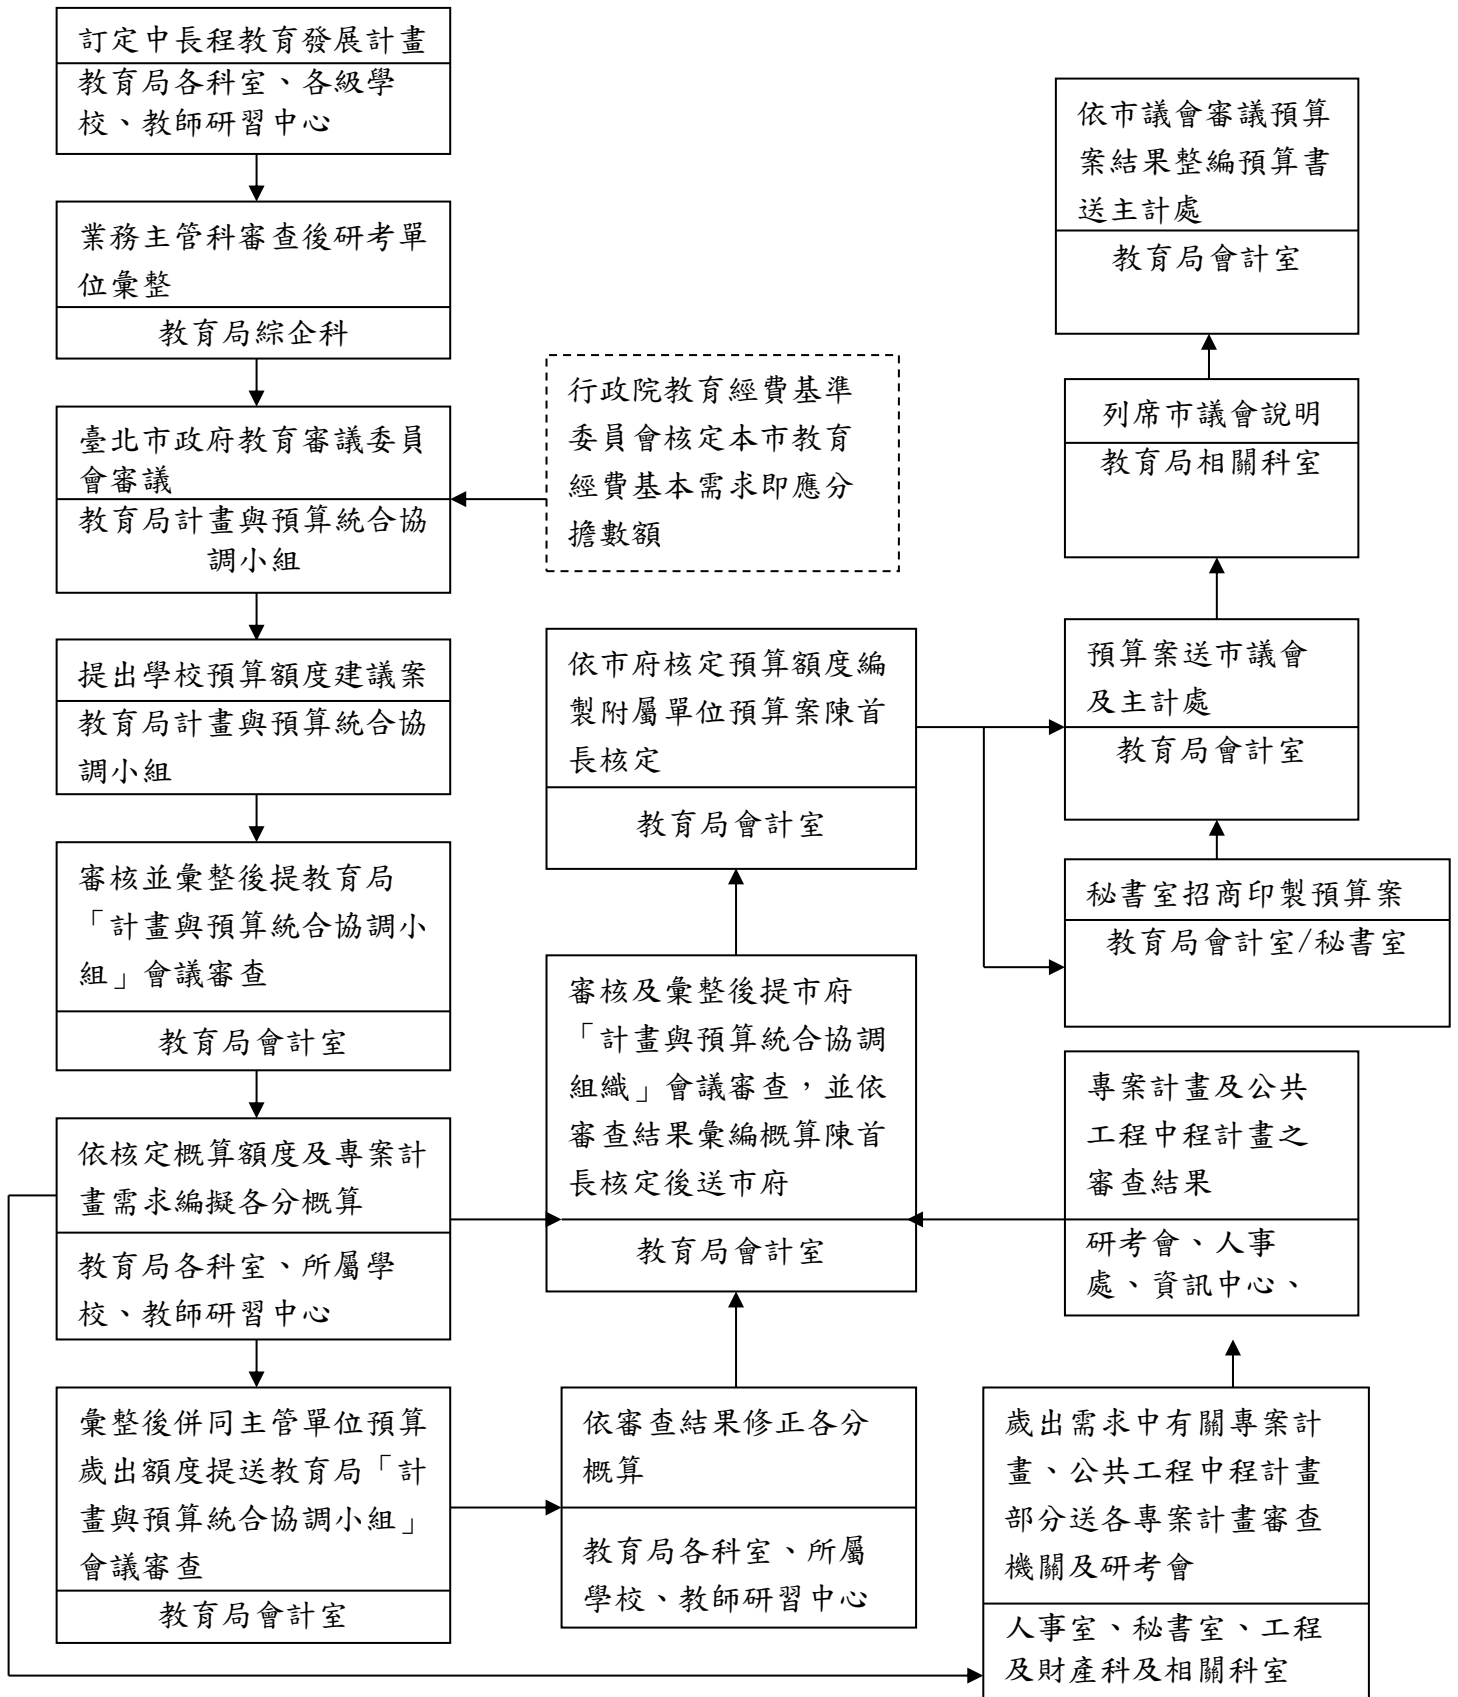 訂定中長程教育發展計畫
教育局各科室、各級學
校、教師研習中心
業務主管科審查後研考單
位彙整
教育局綜企科
臺北市政府教育審議委員
會審議
教育局計畫與預算統合協
調小組
行政院教育經費基準
委員會核定本市教育
經費基本需求即應分
擔數額
提出學校預算額度建議案
教育局計畫與預算統合協
調小組
審核並彙整後提教育局
「計畫與預算統合協調小
組」會議審查
教育局會計室
依核定概算額度及專案計
畫需求編擬各分概算
教育局各科室、所屬學
校、教師研習中心
彙整後併同主管單位預算
歲出額度提送教育局「計
畫與預算統合協調小組」
會議審查
教育局會計室
依審查結果修正各分
概算
教育局各科室、所屬
學校、教師研習中心
審核及彙整後提市府
「計畫與預算統合協調
組織」會議審查，並依
審查結果彙編概算陳首
長核定後送市府
教育局會計室
依市府核定預算額度編
製附屬單位預算案陳首
長核定
教育局會計室
依市議會審議預算
案結果整編預算書
送主計處
教育局會計室
列席市議會說明
教育局相關科室
預算案送市議會
及主計處
教育局會計室
秘書室招商印製預算案
教育局會計室/秘書室
專案計畫及公共
工程中程計畫之
審查結果
研考會、人事
處、資訊中心、
歲出需求中有關專案計
畫、公共工程中程計畫
部分送各專案計畫審查
機關及研考會
人事室、秘書室、工程
及財產科及相關科室